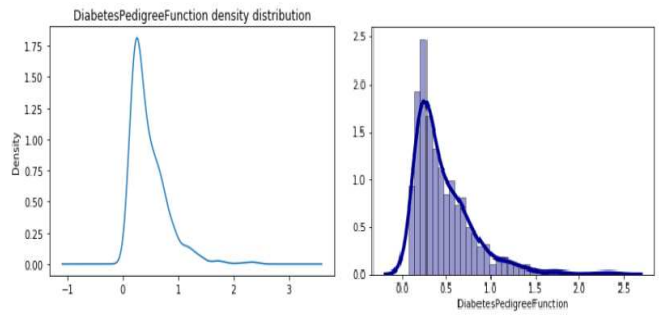 DiabetesPedigreeFunction density distribution
1.75
1.50
1.25
1.00
0.75
0.50
0.25
0.00
Density
−1 0 1 2 3
2.5
2.0
1.5
1.0
0.5
0.0
0.0 0.5 1.0 1.5 2.0 2.5
DiabetesPedigreeFunction